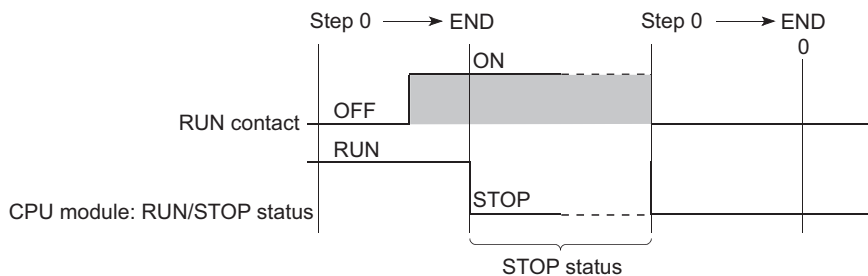 Step 0 END Step 0 END
0
ON
OFF
RUN contact
RUN
STOP
CPU module: RUN/STOP status
STOP status